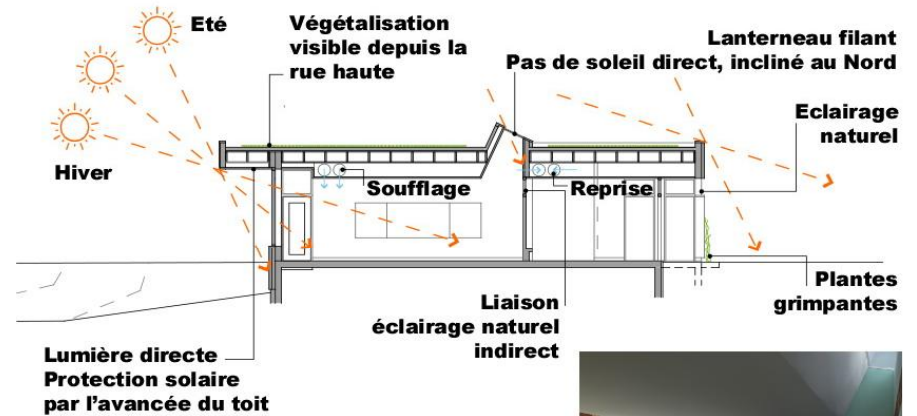 Eté
Végétalisation
visible depuis la
rue haute
Lanterneau filant
Pas de soleil direct, incliné au Nord
Eclairage
naturel
Hiver
Soufflage
Reprise
Liaison
éclairage naturel
indirect
Plantes
grimpantes
Lumière directe
Protection solaire
par l'avancée du toit